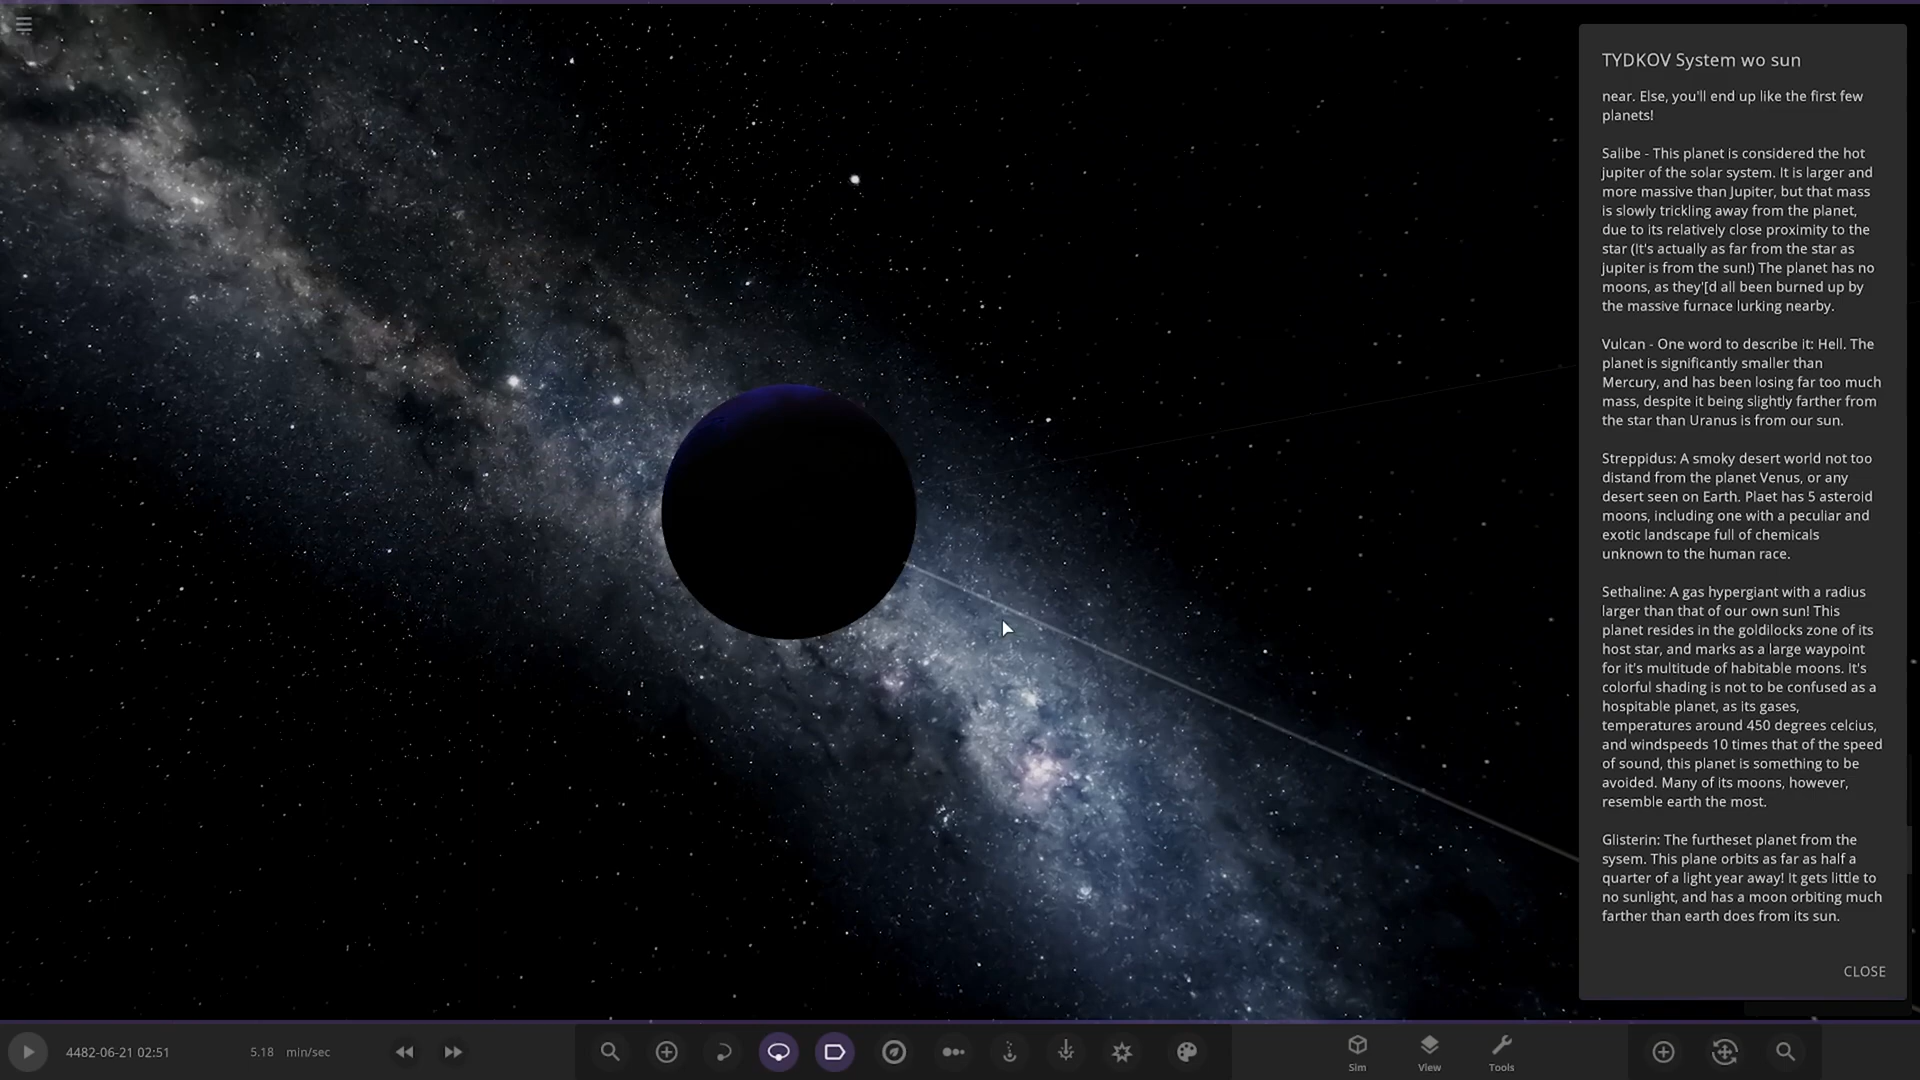 TYDKOV System wo sun
near. Else, you'll end up like the first few
planets!
Salibe - This planet is considered the hot
jupiter of the solar system. It is larger and
more massive than Jupiter, but that mass
is slowly trickling away from the planet,
due to its relatively close proximity to the
star (It's actually as far from the star as
jupiter is from the sun!) The planet has no
moons, as they'[d all been burned up by
the massive furnace lurking nearby.
Vulcan - One word to describe it: Hell. The
planet is significantly smaller than
Mercury, and has been losing far too much
mass, despite it being slightly farther from
the star than Uranus is from our sun.
Streppidus: A smoky desert world not too
distand from the planet Venus, or any
desert seen on Earth. Plaet has 5 asteroid
moons, including one with a peculiar and
exotic landscape full of chemicals
unknown to the human race.
Sethaline: A gas hypergiant with a radius
larger than that of our own sun! This
planet resides in the goldilocks zone of its
host star, and marks as a large waypoint
for it's multitude of habitable moons. It's
colorful shading is not to be confused as a
hospitable planet, as its gases,
temperatures around 450 degrees celcius,
and windspeeds 10 times that of the speed
of sound, this planet is something to be
avoided. Many of its moons, however,
resemble earth the most.
Glisterin: The furtheset planet from the
sysem. This plane orbits as far as half a
quarter of a light year away! It gets little to
no sunlight, and has a moon orbiting much
farther than earth does from its sun.
CLOSE
4482-06-21 02:51
5.18 min/sec
Sim
View
Tools